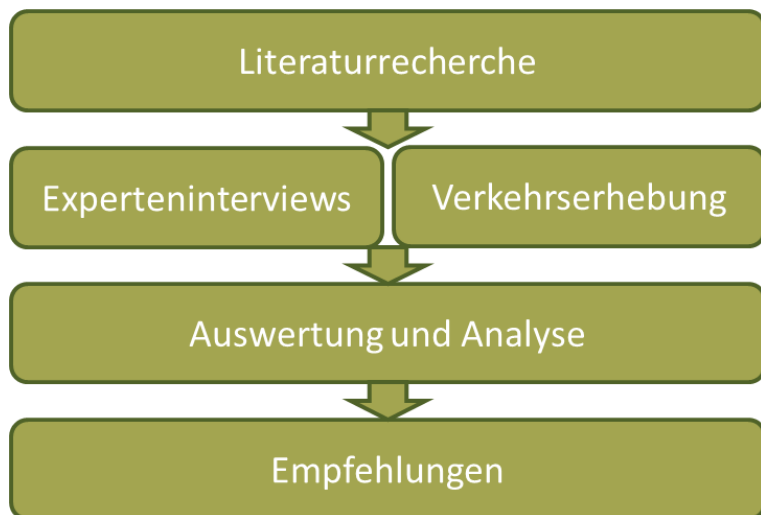 Literaturrecherche
Experteninterviews
Verkehrserhebung
Auswertung und Analyse
Empfehlungen